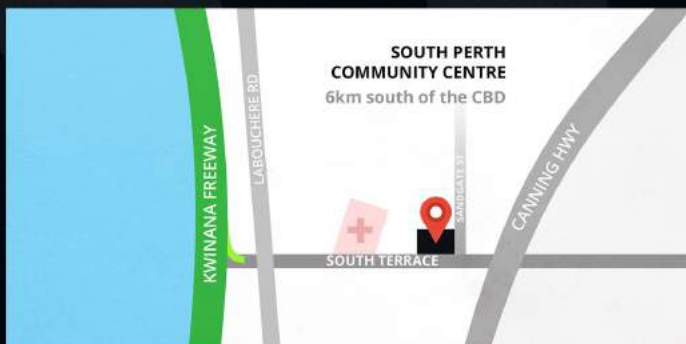 SOUTH PERTH
COMMUNITY CENTRE
6km south of the CBD
LABOUCHERE RD
KWINANA FREEWAY
SANDGATE ST
CANNING HWY
SOUTH TERRACE